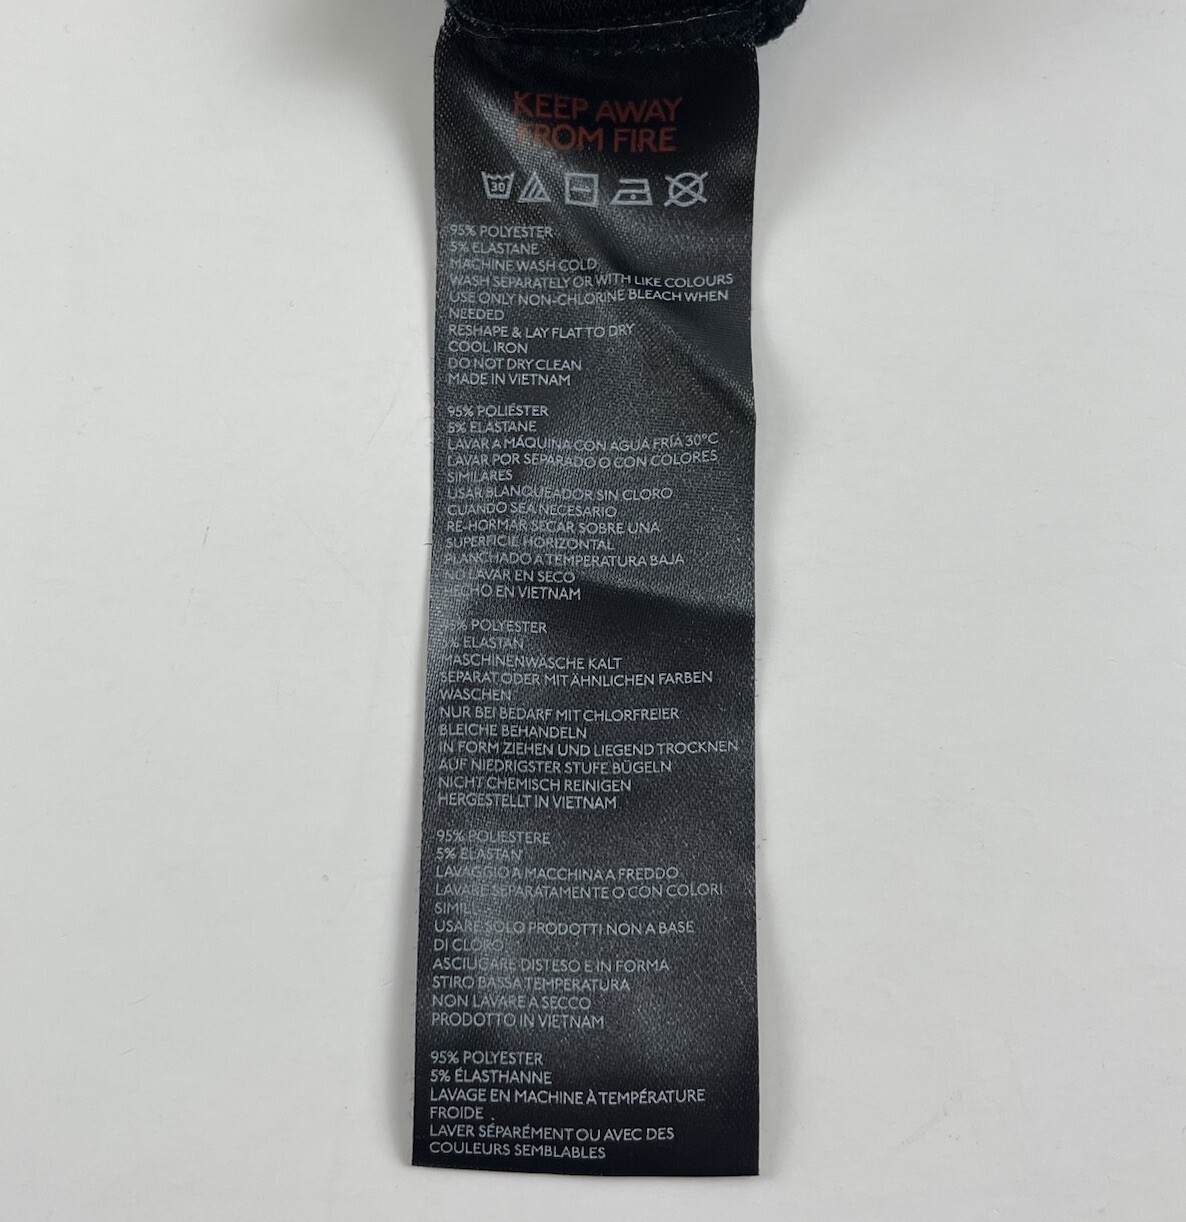 KEEP AWAY
FROM FIRE
30
95% POLYESTER
5% ELASTANE
MACHINE WASH COLD
WASH SEPARATELY OR WITH LIKE COLOURS
USE ONLY NON-CHLORINE BLEACH WHEN
NEEDED
RESHAPE & LAY FLAT TO DRY
COOL IRON
DO NOT DRY CLEAN
MADE IN VIETNAM
95% POLIÉSTER
5% ELASTANE
LAVAR A MÁQUINA CON AGUA FRÍA 30°C
LAVAR POR SEPARADO O CON COLORES
SIMILARES
USAR BLANQUEADOR SIN CLORO
CUANDO SEA NECESARIO
RE-HORMAR SECAR SOBRE UNA
SUPERFICIE HORIZONTAL
PLANCHADO A TEMPERATURA BAJA
NO LAVAR EN SECO
HECHO EN VIETNAM
95% POLYESTER
5% ELASTAN
MASCHINENWÄSCHE KALT
SEPARAT ODER MIT ÄHNLICHEN FARBEN
WASCHEN
NUR BEI BEDARF MIT CHLORFREIER
BLEICHE BEHANDELN
IN FORM ZIEHEN UND LIEGEND TROCKNEN
AUF NIEDRIGSTER STUFE BÜGELN
NICHT CHEMISCH REINIGEN
HERGESTELLT IN VIETNAM
95% POLIESTERE
5% ELASTAN
LAVAGGIO A MACCHINA A FREDDO
LAVARE SEPARATAMENTE O CON COLORI
SIMILI
USARE SOLO PRODOTTI NON A BASE
DI CLORO
ASCIUGARE DISTESO E IN FORMA
STIRO BASSA TEMPERATURA
NON LAVARE A SECCO
PRODOTTO IN VIETNAM
95% POLYESTER
5% ÉLASTHANNE
LAVAGE EN MACHINE À TEMPÉRATURE
FROIDE
LAVER SÉPARÉMENT OU AVEC DES
COULEURS SEMBLABLES